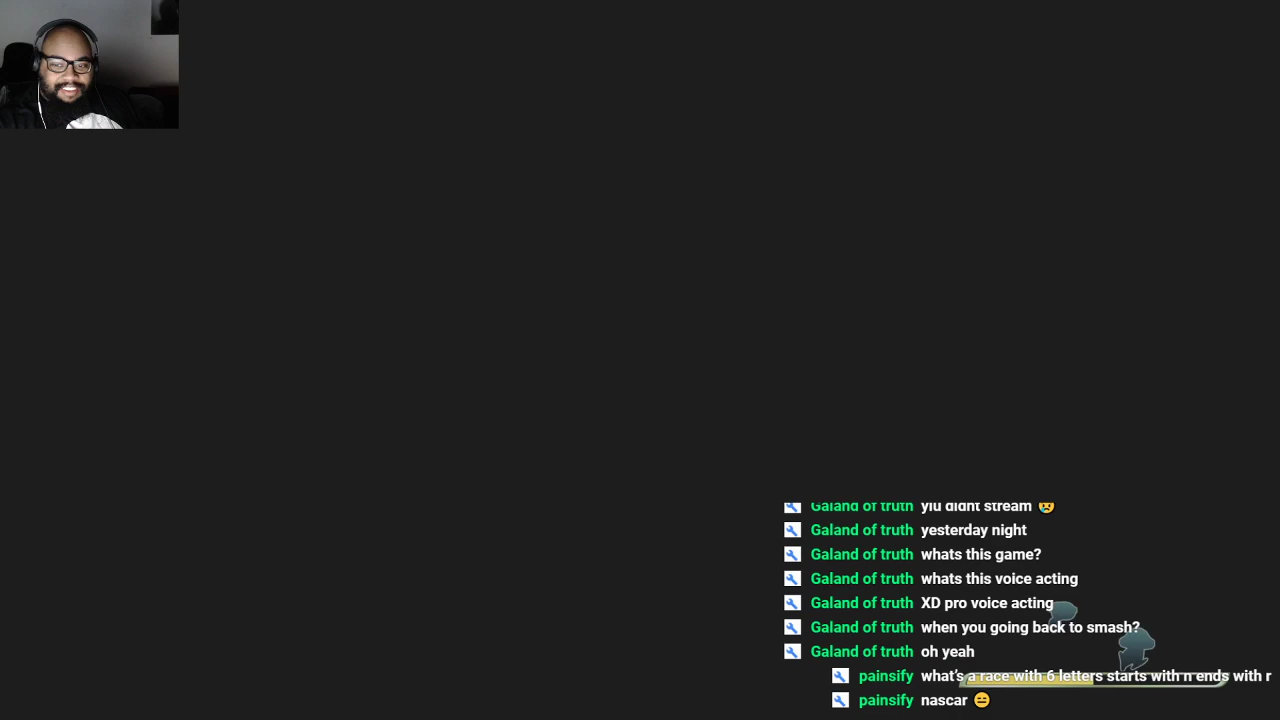 Galand of truth yiu didnt stream 😢
Galand of truth yesterday night
Galand of truth whats this game?
Galand of truth whats this voice acting
Galand of truth XD pro voice acting
Galand of truth when you going back to smash?
Galand of truth oh yeah
painsify what's a race with 6 letters starts with n ends with r
painsify nascar 😑